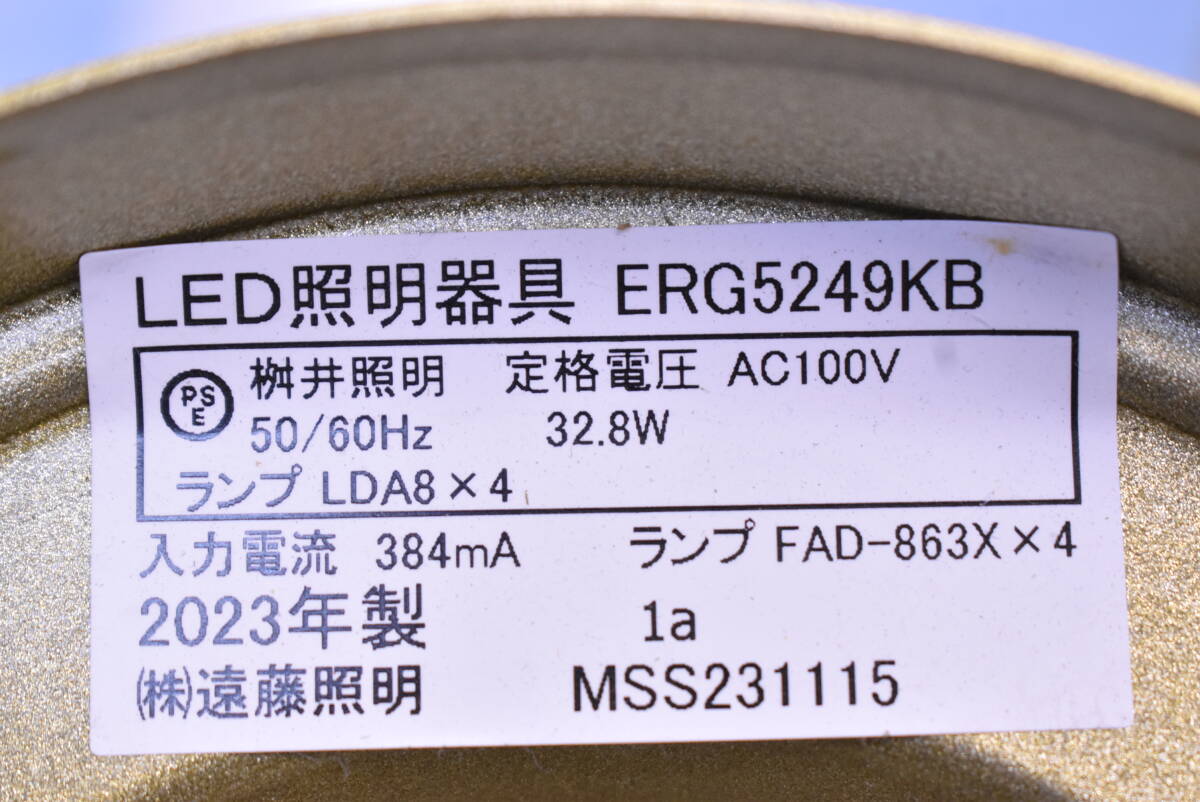 LED照明器具 ERG5249KB
PSE 桝井照明 定格電圧 AC100V
50/60Hz 32.8W
ランプ LDA8×4
入力電流 384mA ランプ FAD-863X×4
2023年製 1a
㈱遠藤照明 MSS231115